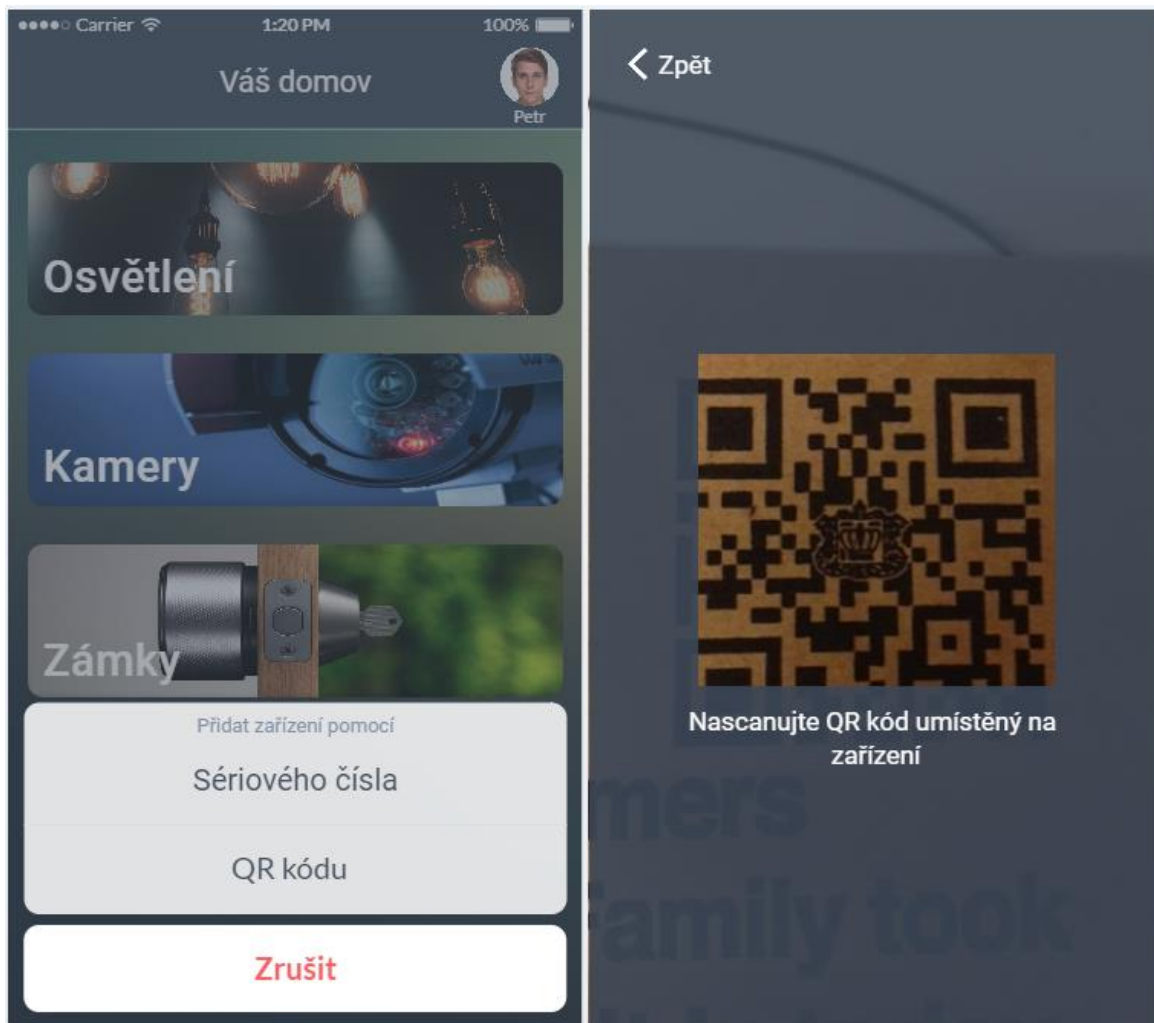 Carrier 1:20 PM 100%
Váš domov
Petr
Osvětlení
Kamery
Zámky
Přidat zařízení pomocí
Sériového čísla
QR kódu
Zrušit
Zpět
Nascanujte QR kód umístěný na
zařízení
mers
Family took